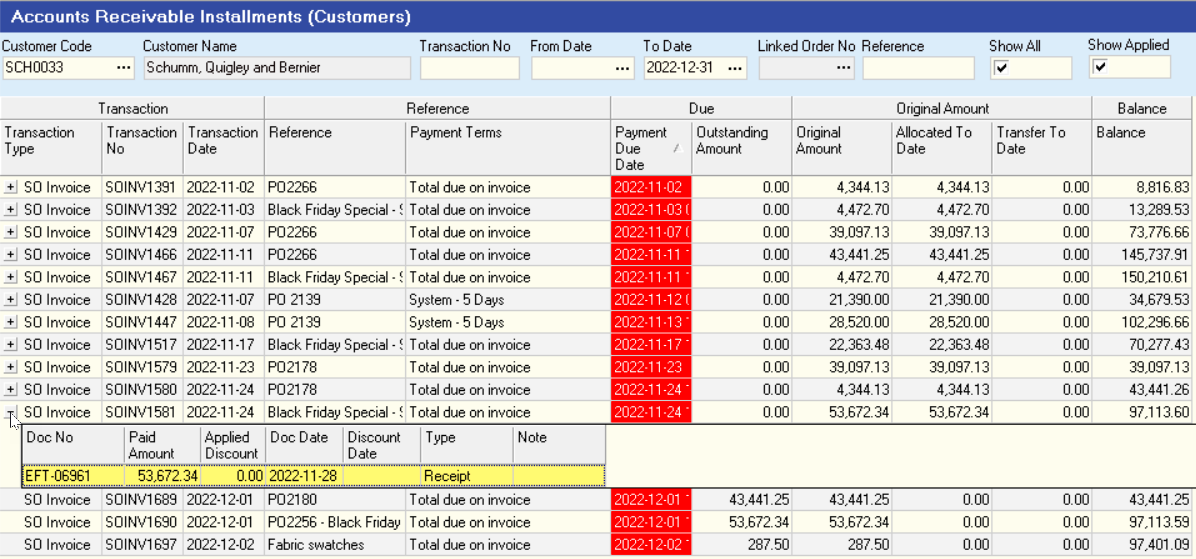 Accounts Receivable Installments (Customers)
Customer Code Customer Name Transaction No From Date To Date Linked Order No Reference Show All Show Applied
SCH0033 ... Schumm, Quigley and Bernier ... 2022-12-31 ... ...
Transaction Reference Due Original Amount Balance
Transaction Type Transaction No Transaction Date Reference Payment Terms Payment Due Date Outstanding Amount Original Amount Allocated To Date Transfer To Date Balance
SO Invoice SOINV1391 2022-11-02 PO2266 Total due on invoice 2022-11-02 0.00 4,344.13 4,344.13 0.00 8,816.83
SO Invoice SOINV1392 2022-11-03 Black Friday Special - Total due on invoice 2022-11-03 0.00 4,472.70 4,472.70 0.00 13,289.53
SO Invoice SOINV1429 2022-11-07 PO2266 Total due on invoice 2022-11-07 0.00 39,097.13 39,097.13 0.00 73,776.66
SO Invoice SOINV1466 2022-11-11 PO2266 Total due on invoice 2022-11-11 0.00 43,441.25 43,441.25 0.00 145,737.91
SO Invoice SOINV1467 2022-11-11 Black Friday Special - Total due on invoice 2022-11-11 0.00 4,472.70 4,472.70 0.00 150,210.61
SO Invoice SOINV1428 2022-11-07 PO 2139 System - 5 Days 2022-11-12 0.00 21,390.00 21,390.00 0.00 34,679.53
SO Invoice SOINV1447 2022-11-08 PO 2139 System - 5 Days 2022-11-13 0.00 28,520.00 28,520.00 0.00 102,296.66
SO Invoice SOINV1517 2022-11-17 Black Friday Special - Total due on invoice 2022-11-17 0.00 22,363.48 22,363.48 0.00 70,277.43
SO Invoice SOINV1579 2022-11-23 PO2178 Total due on invoice 2022-11-23 0.00 39,097.13 39,097.13 0.00 39,097.13
SO Invoice SOINV1580 2022-11-24 PO2178 Total due on invoice 2022-11-24 0.00 4,344.13 4,344.13 0.00 43,441.26
SO Invoice SOINV1581 2022-11-24 Black Friday Special - Total due on invoice 2022-11-24 0.00 53,672.34 53,672.34 0.00 97,113.60
Doc No Paid Amount Applied Discount Doc Date Discount Date Type Note
EFT-06961 53,672.34 0.00 2022-11-28 Receipt
SO Invoice SOINV1689 2022-12-01 PO2180 Total due on invoice 2022-12-01 43,441.25 43,441.25 0.00 0.00 43,441.25
SO Invoice SOINV1690 2022-12-01 PO2256 - Black Friday Total due on invoice 2022-12-01 53,672.34 53,672.34 0.00 0.00 97,113.59
SO Invoice SOINV1697 2022-12-02 Fabric swatches Total due on invoice 2022-12-02 287.50 287.50 0.00 0.00 97,401.09